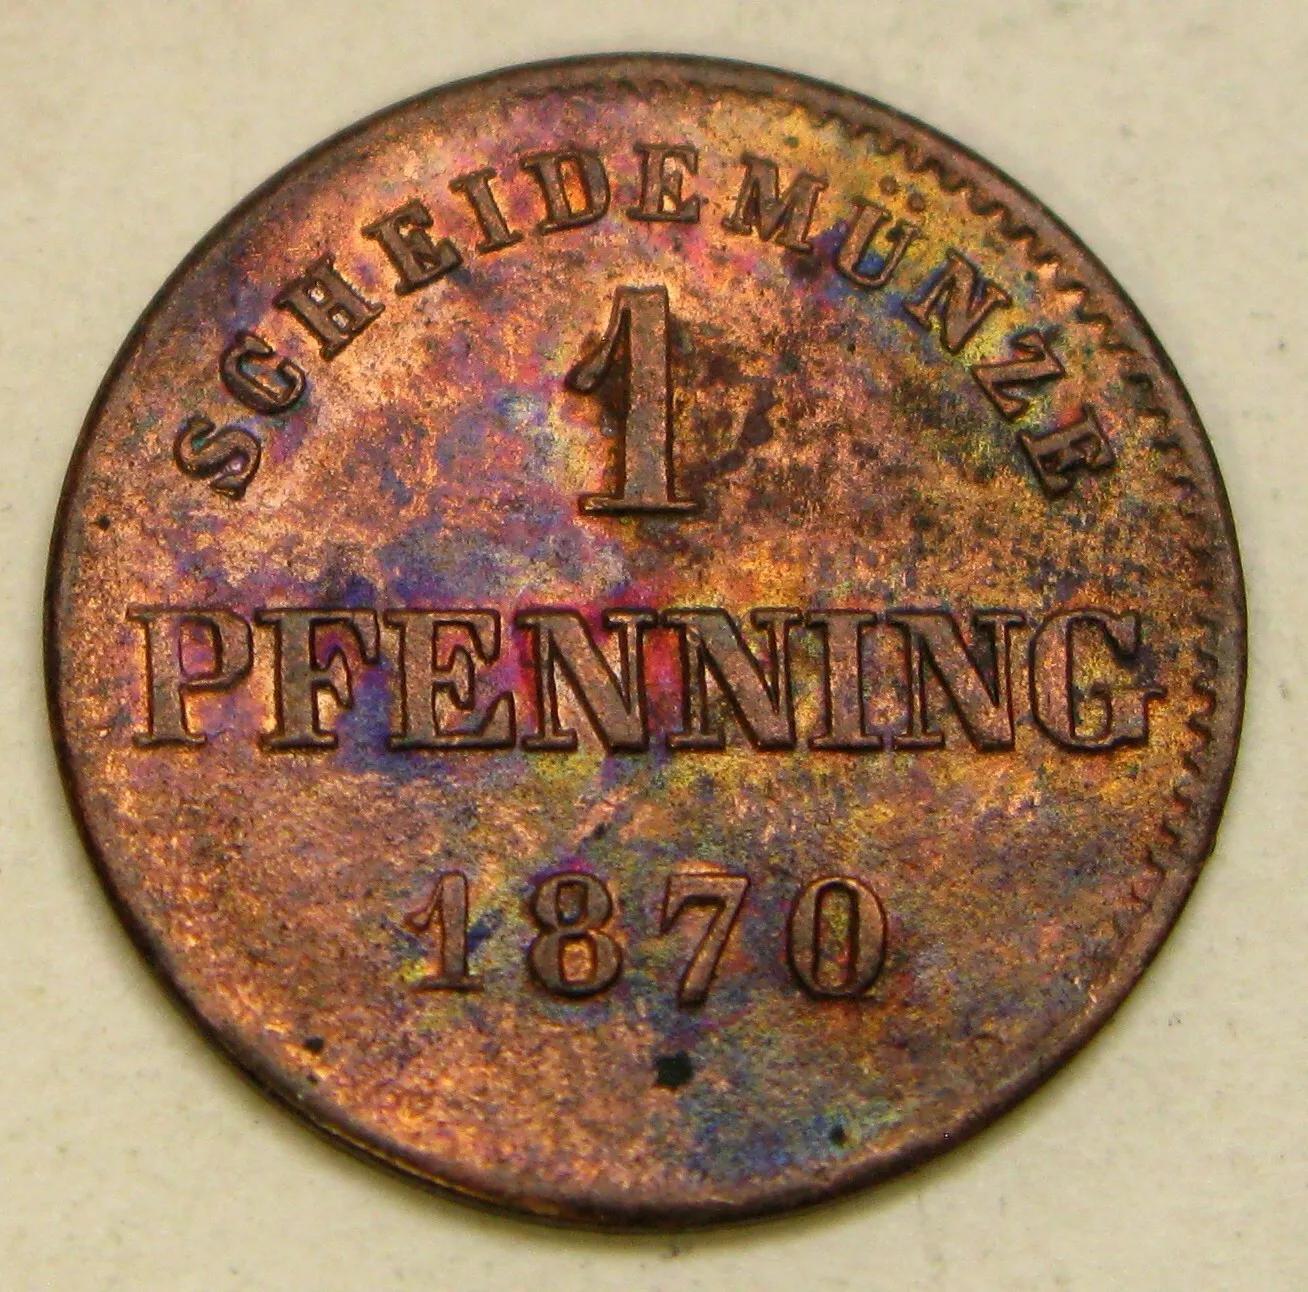 SCHEIDEMÜNZE
1
PFENNING
1870